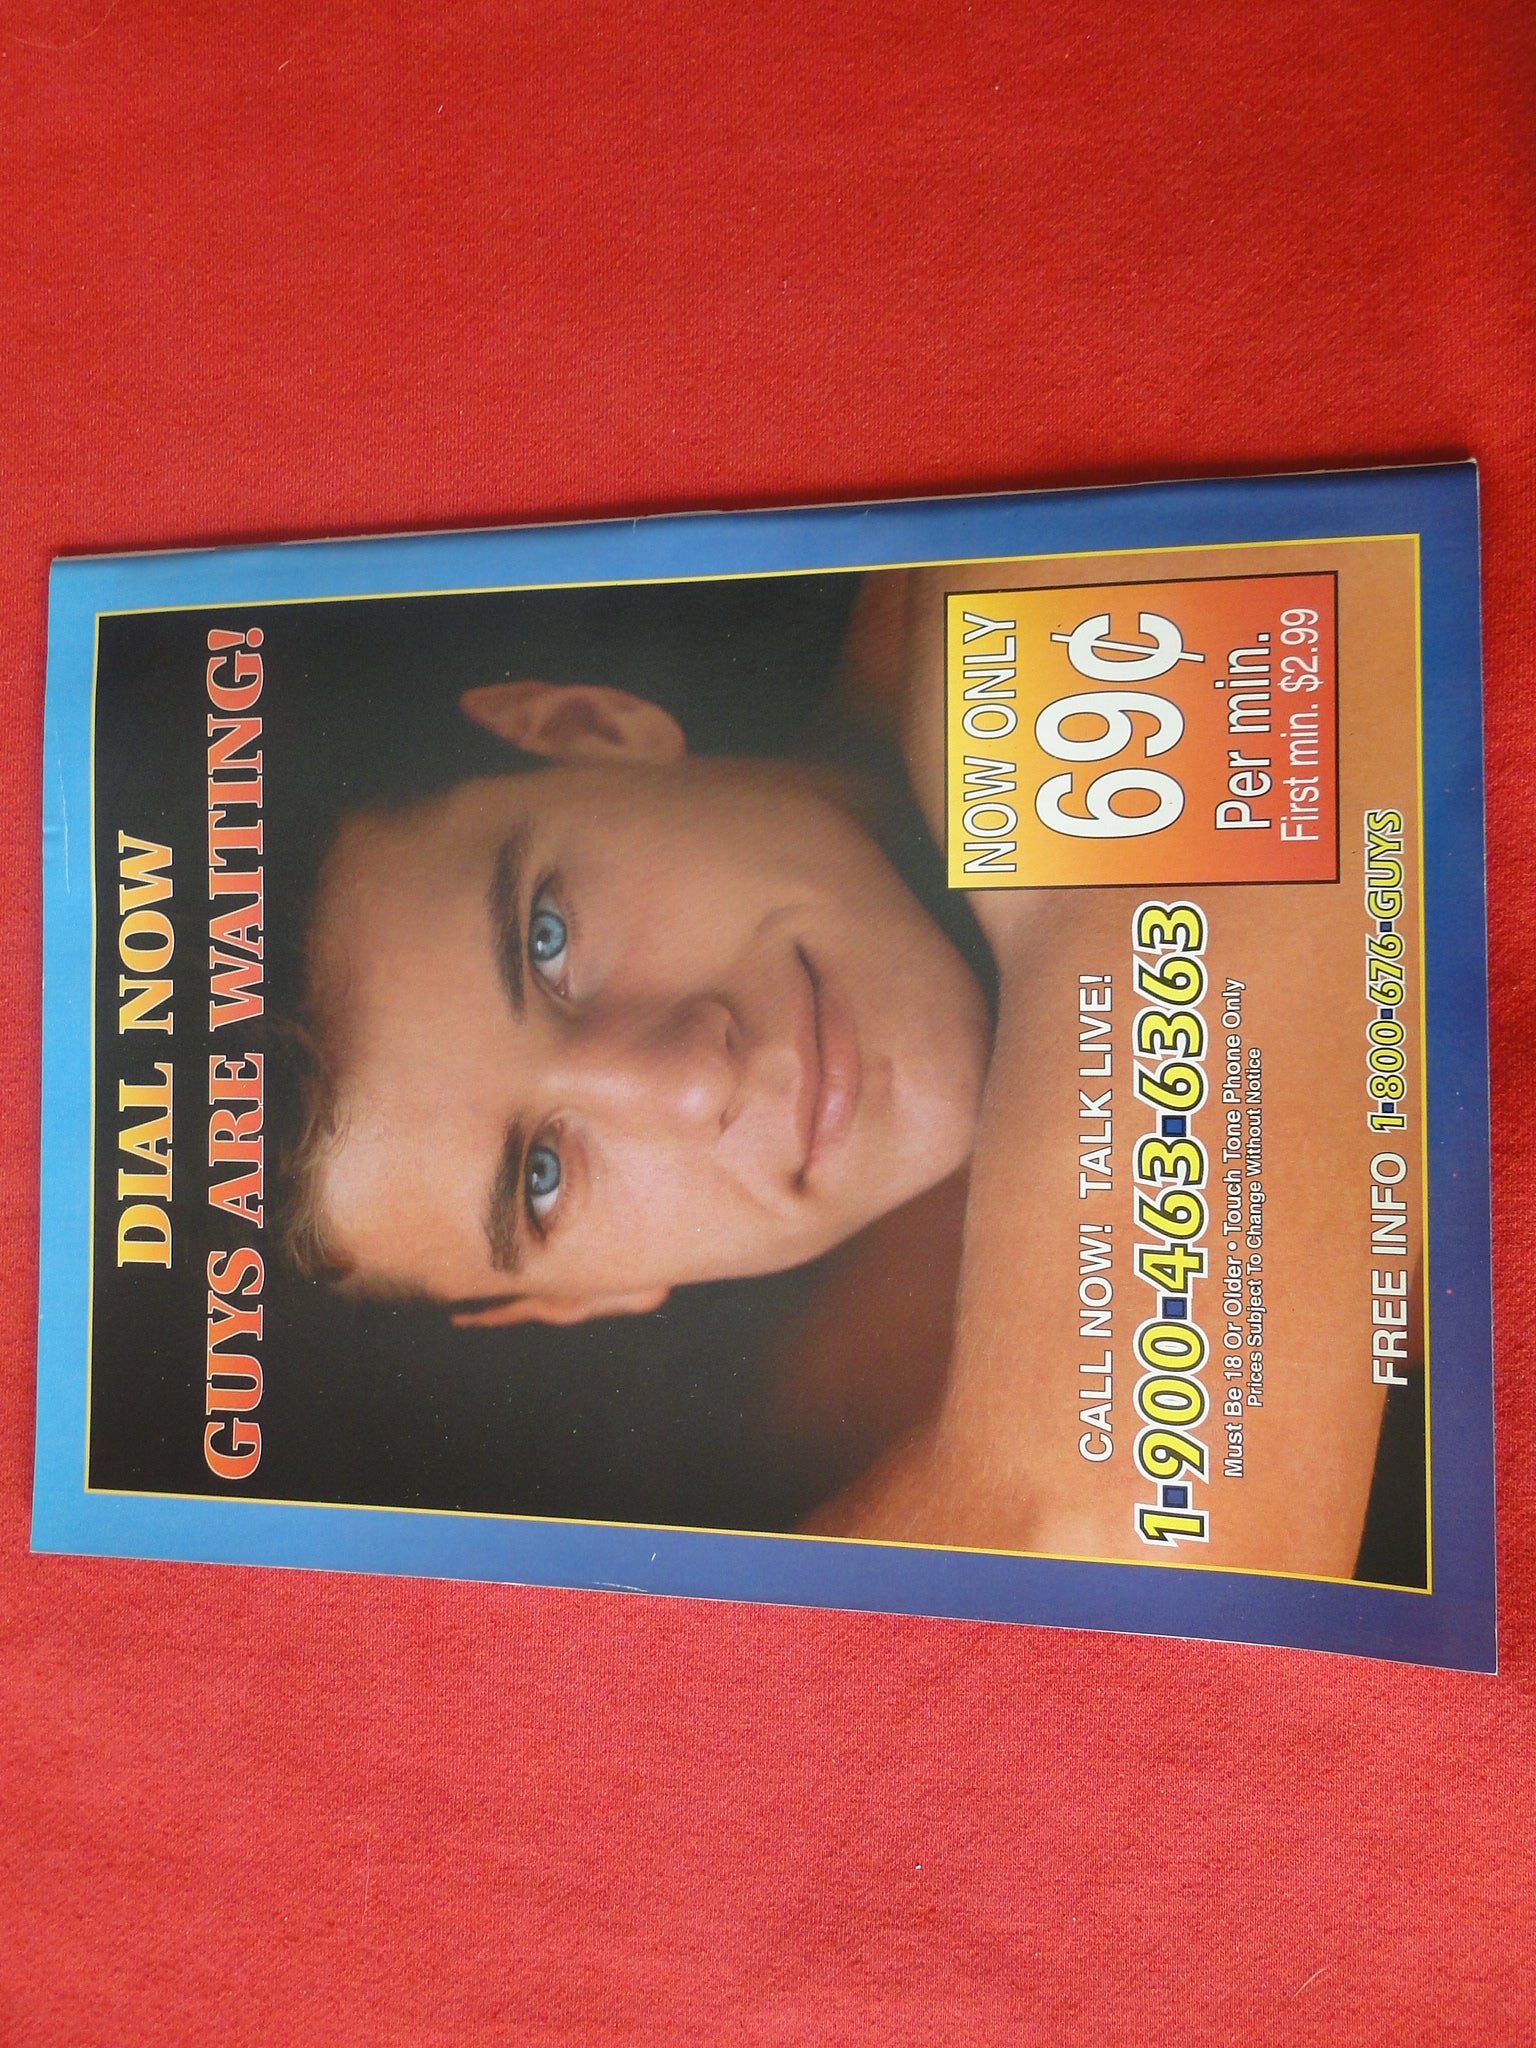 DIAL NOW
GUYS ARE WAITING!
NOW ONLY
69¢
Per min.
First min. $2.99
CALL NOW! TALK LIVE!
1-900-463-6363
Must Be 18 Or Older • Touch Tone Phone Only
Prices Subject To Change Without Notice
FREE INFO 1-800-676-GUYS